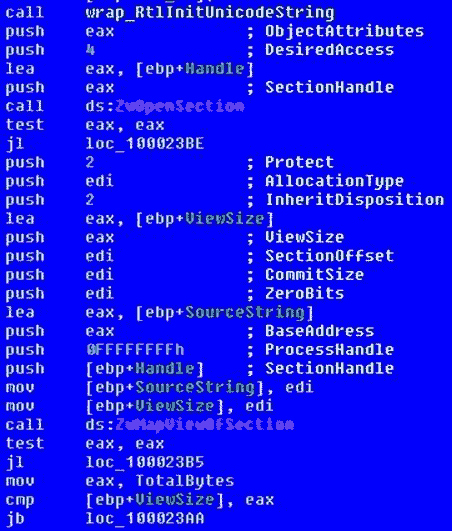 call wrap_RtlInitUnicodeString
push eax ; ObjectAttributes
push 4 ; DesiredAccess
lea eax, [ebp+Handle]
push eax ; SectionHandle
call ds:ZwOpenSection
test eax, eax
jl loc_100023BE
push 2 ; Protect
push edi ; AllocationType
push 2 ; InheritDisposition
lea eax, [ebp+ViewSize]
push eax ; ViewSize
push edi ; SectionOffset
push edi ; CommitSize
push edi ; ZeroBits
lea eax, [ebp+SourceString]
push eax ; BaseAddress
push 0FFFFFFFFh ; ProcessHandle
push [ebp+Handle] ; SectionHandle
mov [ebp+SourceString], edi
mov [ebp+ViewSize], edi
call ds:ZwMapViewOfSection
test eax, eax
jl loc_100023B5
mov eax, TotalBytes
cmp [ebp+ViewSize], eax
jb loc_100023AA